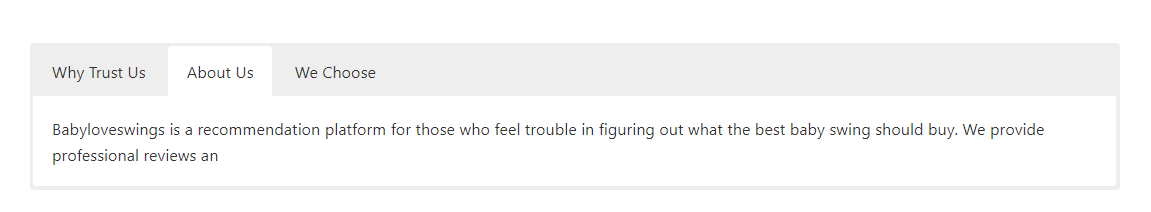 Why Trust Us About Us We Choose
Babyloveswings is a recommendation platform for those who feel trouble in figuring out what the best baby swing should buy. We provide
professional reviews an